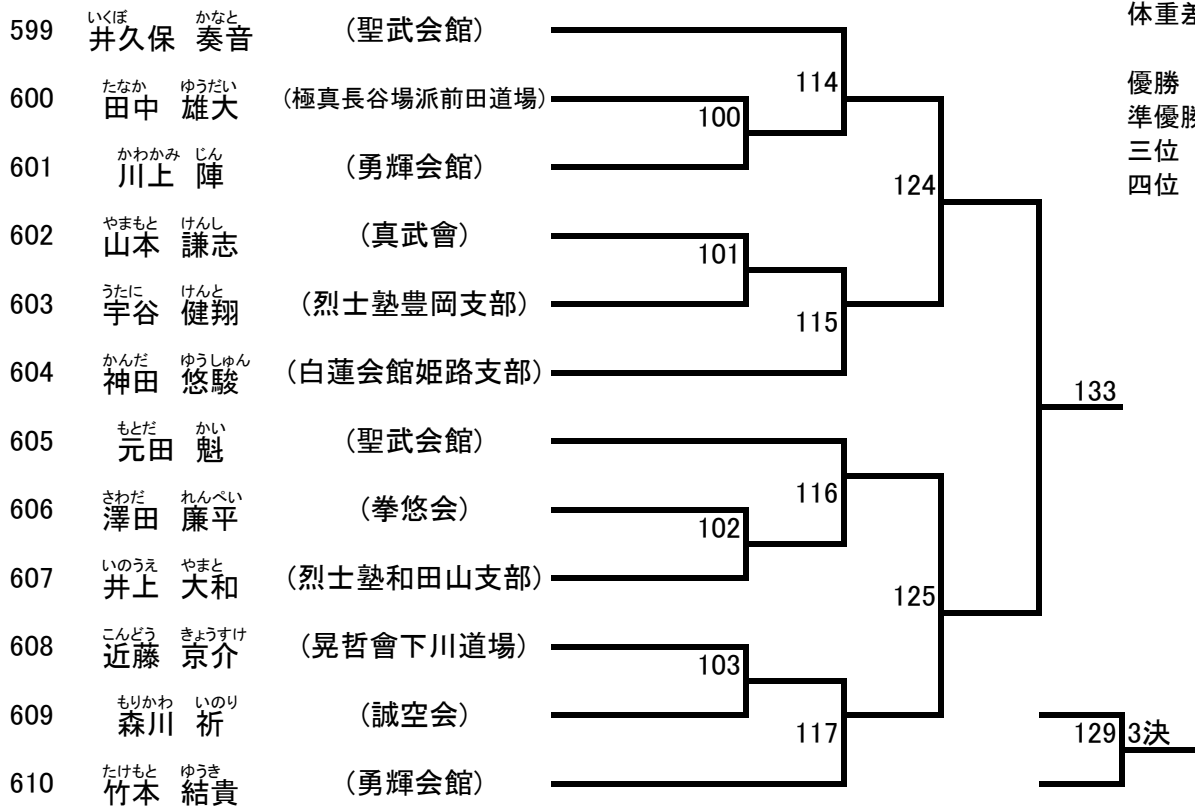 体重差
いくぼ かなと
599 井久保 奏音 (聖武会館)
114
優勝
たなか ゆうだい
600 田中 雄大 (極真長谷場派前田道場)
100
準優勝
三位
かわかみ じん
601 川上 陣 (勇輝会館)
124
四位
やまもと けんし
602 山本 謙志 (真武會)
101
うたに けんと
603 宇谷 健翔 (烈士塾豊岡支部)
115
かんだ ゆうしゅん
604 神田 悠駿 (白蓮会館姫路支部)
133
もとだ かい
605 元田 魁 (聖武会館)
116
さわだ れんぺい
606 澤田 廉平 (拳悠会)
102
いのうえ やまと
607 井上 大和 (烈士塾和田山支部)
125
こんどう きょうすけ
608 近藤 京介 (晃哲會下川道場)
103
もりかわ いのり
609 森川 祈 (誠空会)
117
129 3決
たけもと ゆうき
610 竹本 結貴 (勇輝会館)